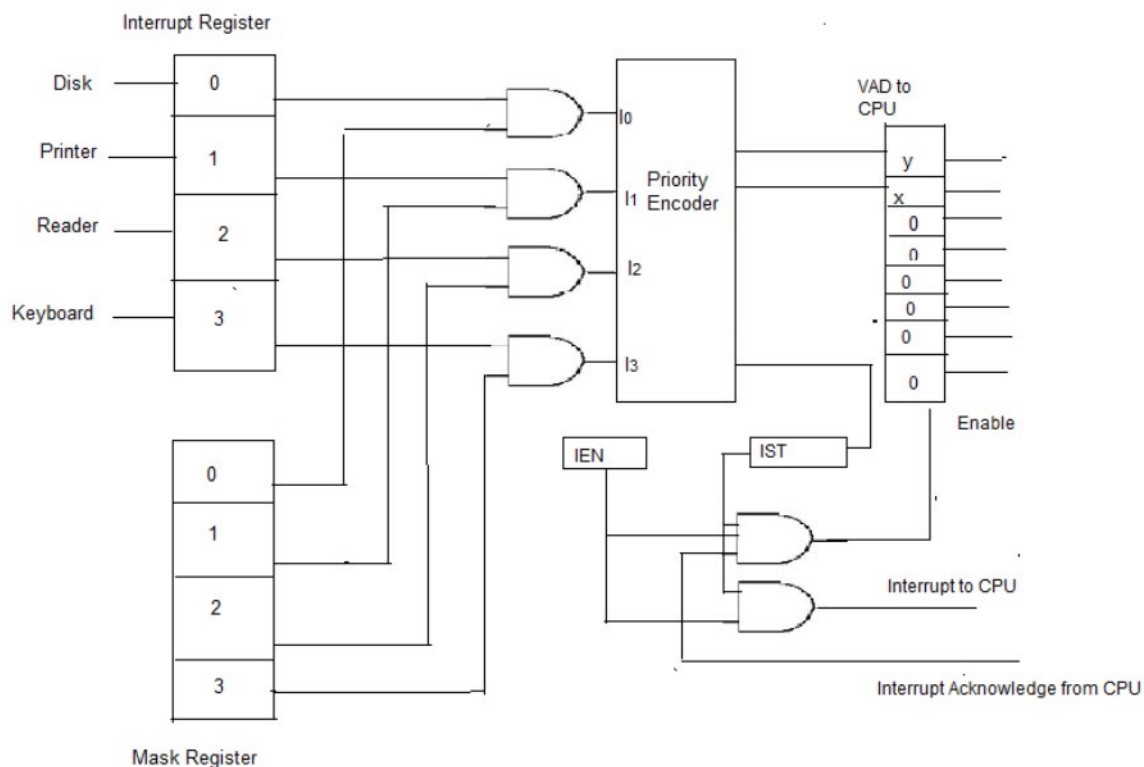 Interrupt Register
Disk
0
Printer
1
Reader
2
Keyboard
3
I0
I1
I2
I3
Priority
Encoder
VAD to
CPU
y
x
0
0
0
0
0
0
Enable
IEN
IST
0
1
2
3
Mask Register
Interrupt to CPU
Interrupt Acknowledge from CPU